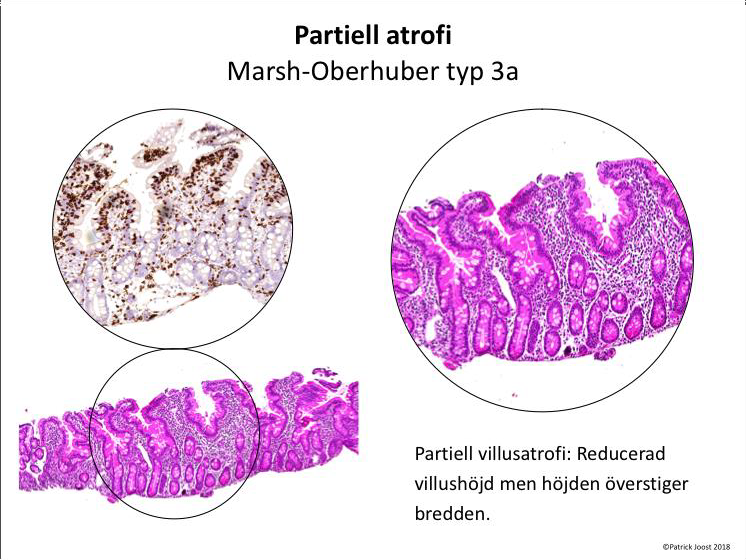 Partiell atrofi
Marsh-Oberhuber typ 3a
Partiell villusatrofi: Reducerad
villushöjd men höjden överstiger
bredden.
©Patrick Joost 2018